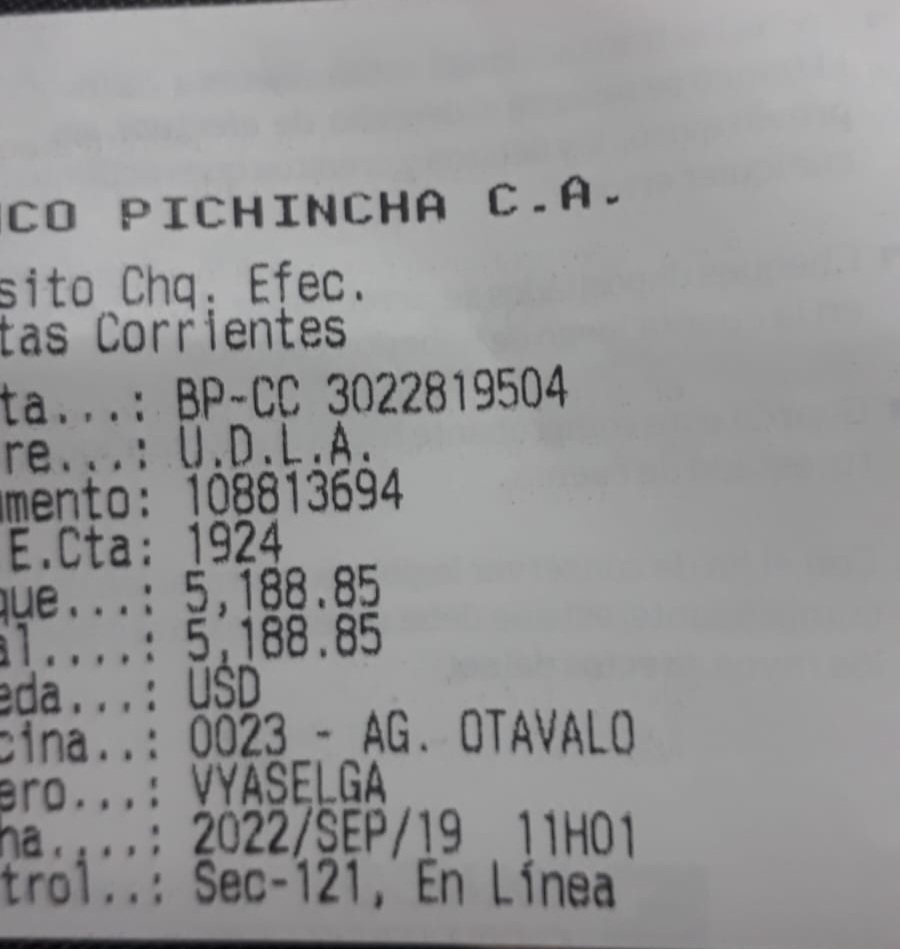 NCO PICHINCHA C.A.
sito Chq. Efec.
tas Corrientes
ta...: BP-CC 3022819504
re...: U.D.L.A.
umento: 108813694
E.Cta: 1924
que...: 5,188.85
al....: 5,188.85
eda...: USD
cina..: 0023 - AG. OTAVALO
ero...: VYASELGA
ha....: 2022/SEP/19 11H01
trol..: Sec-121, En Línea